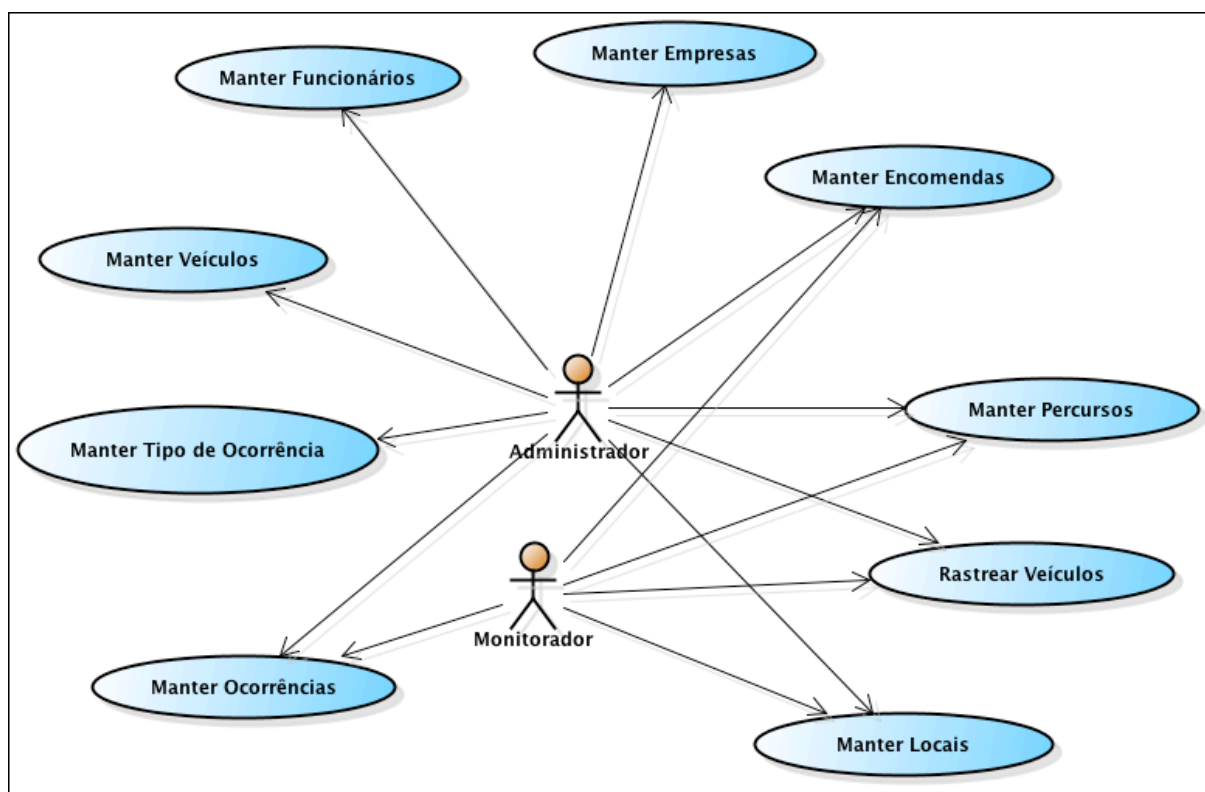 Manter Empresas
Manter Funcionários
Manter Encomendas
Manter Veículos
Manter Percursos
Manter Tipo de Ocorrência
Administrador
Rastrear Veículos
Monitorador
Manter Ocorrências
Manter Locais